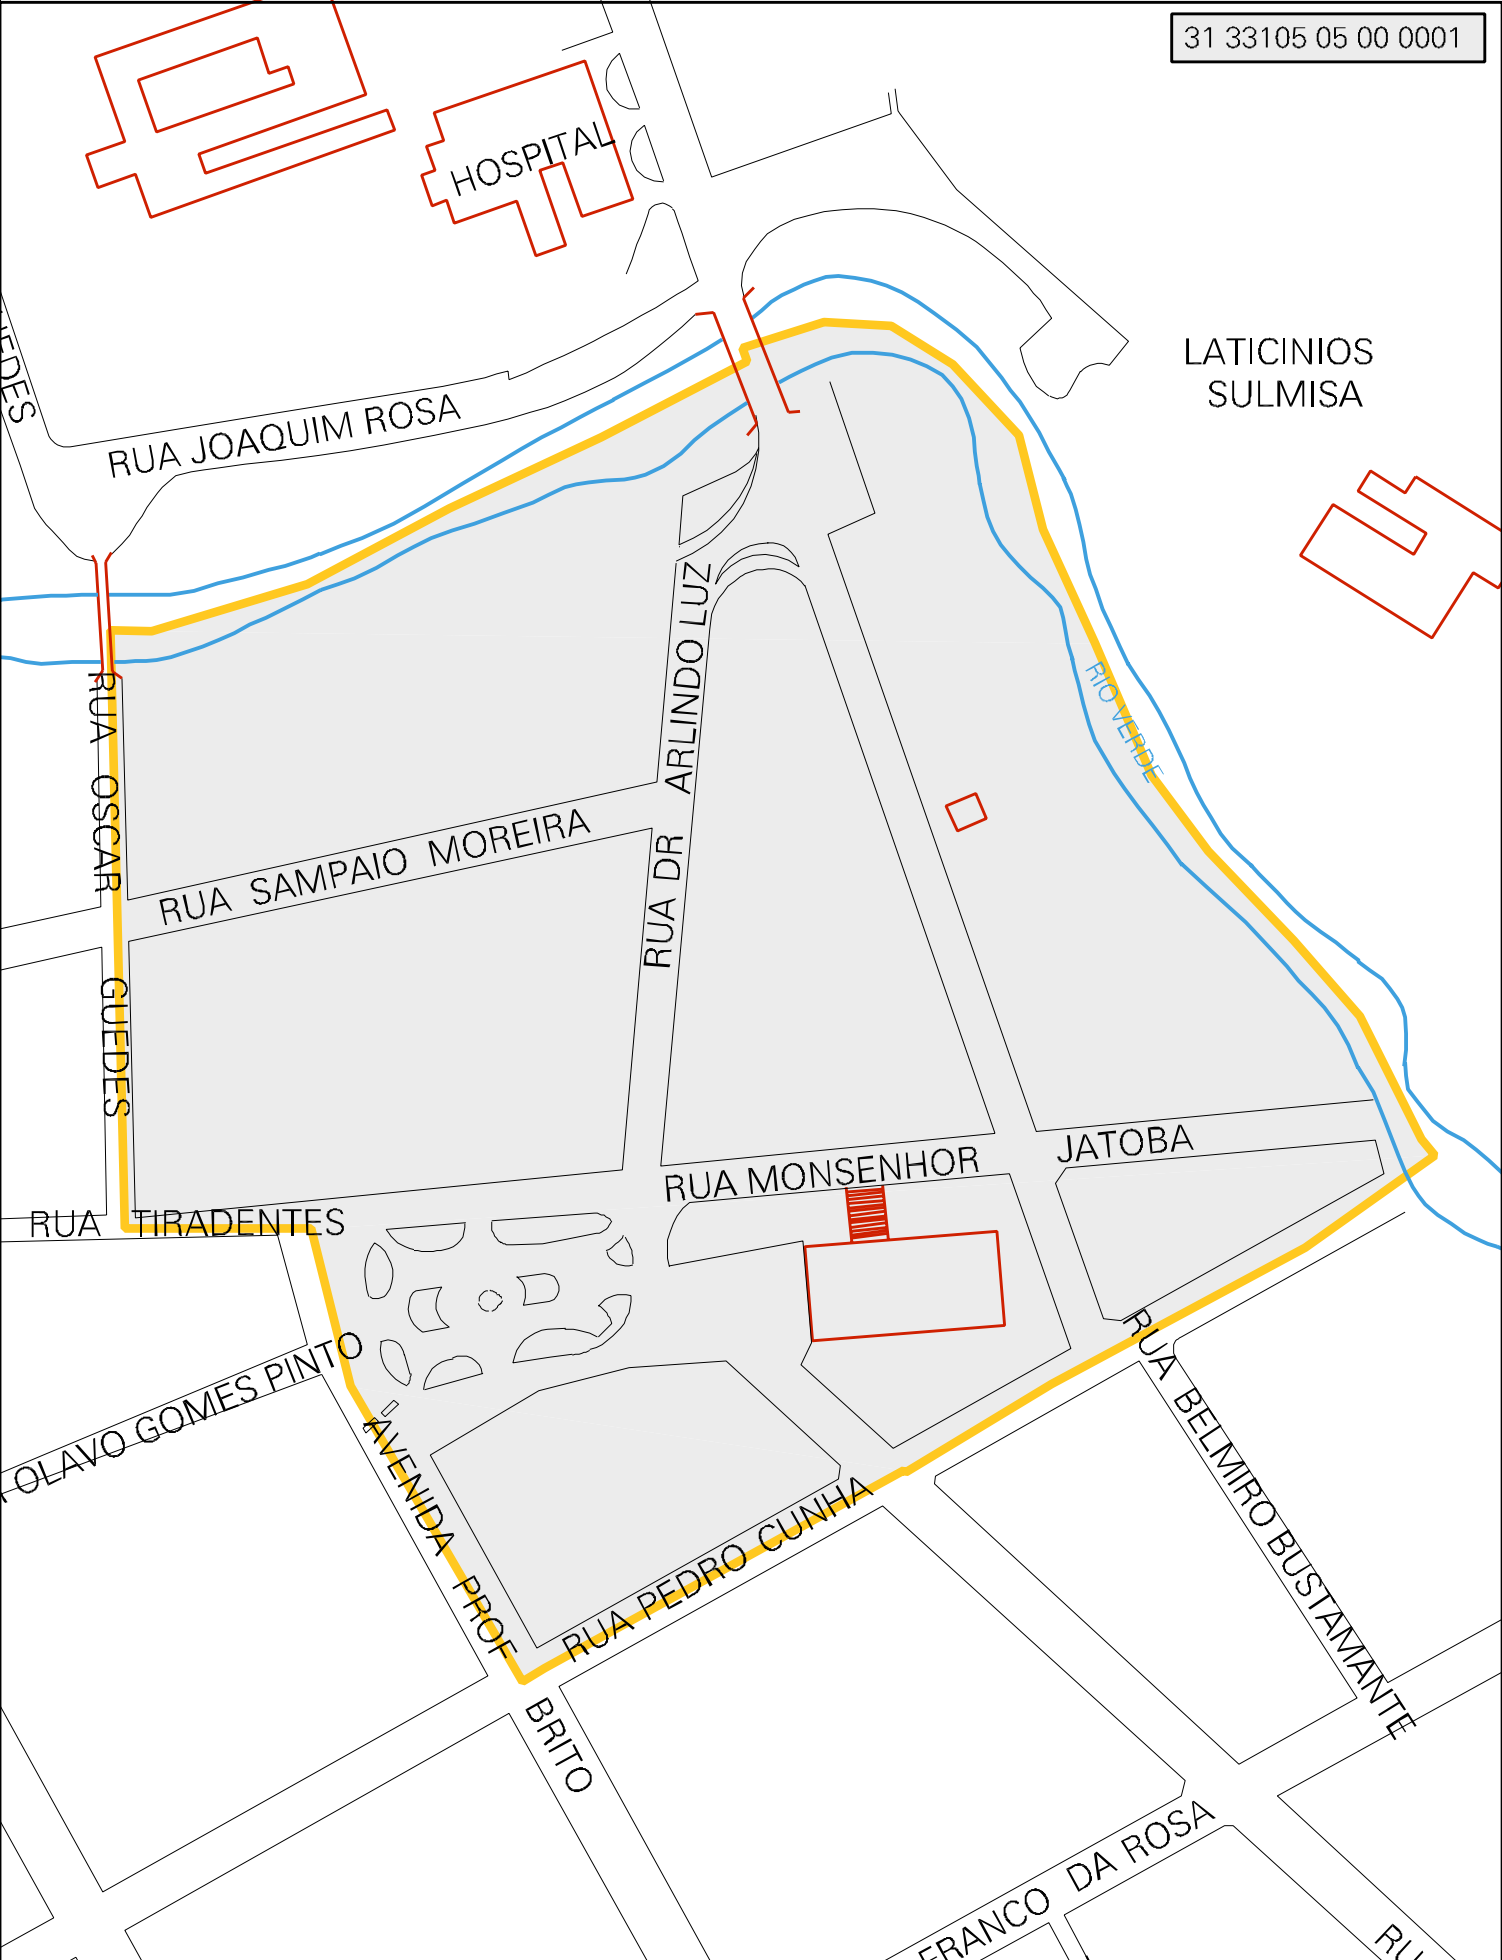 31 33105 05 00 0001
HOSPITAL
LATICINIOS
SULMISA
RUA JOAQUIM ROSA
RUA DR ARLINDO LUZ
RIO VERDE
RUA OSCAR GUEDES
RUA SAMPAIO MOREIRA
RUA MONSENHOR JATOBA
RUA TIRADENTES
OLAVO GOMES PINTO
AVENIDA PROF BRITO
RUA PEDRO CUNHA
RUA BELMIRO BUSTAMANTE
FRANCO DA ROSA